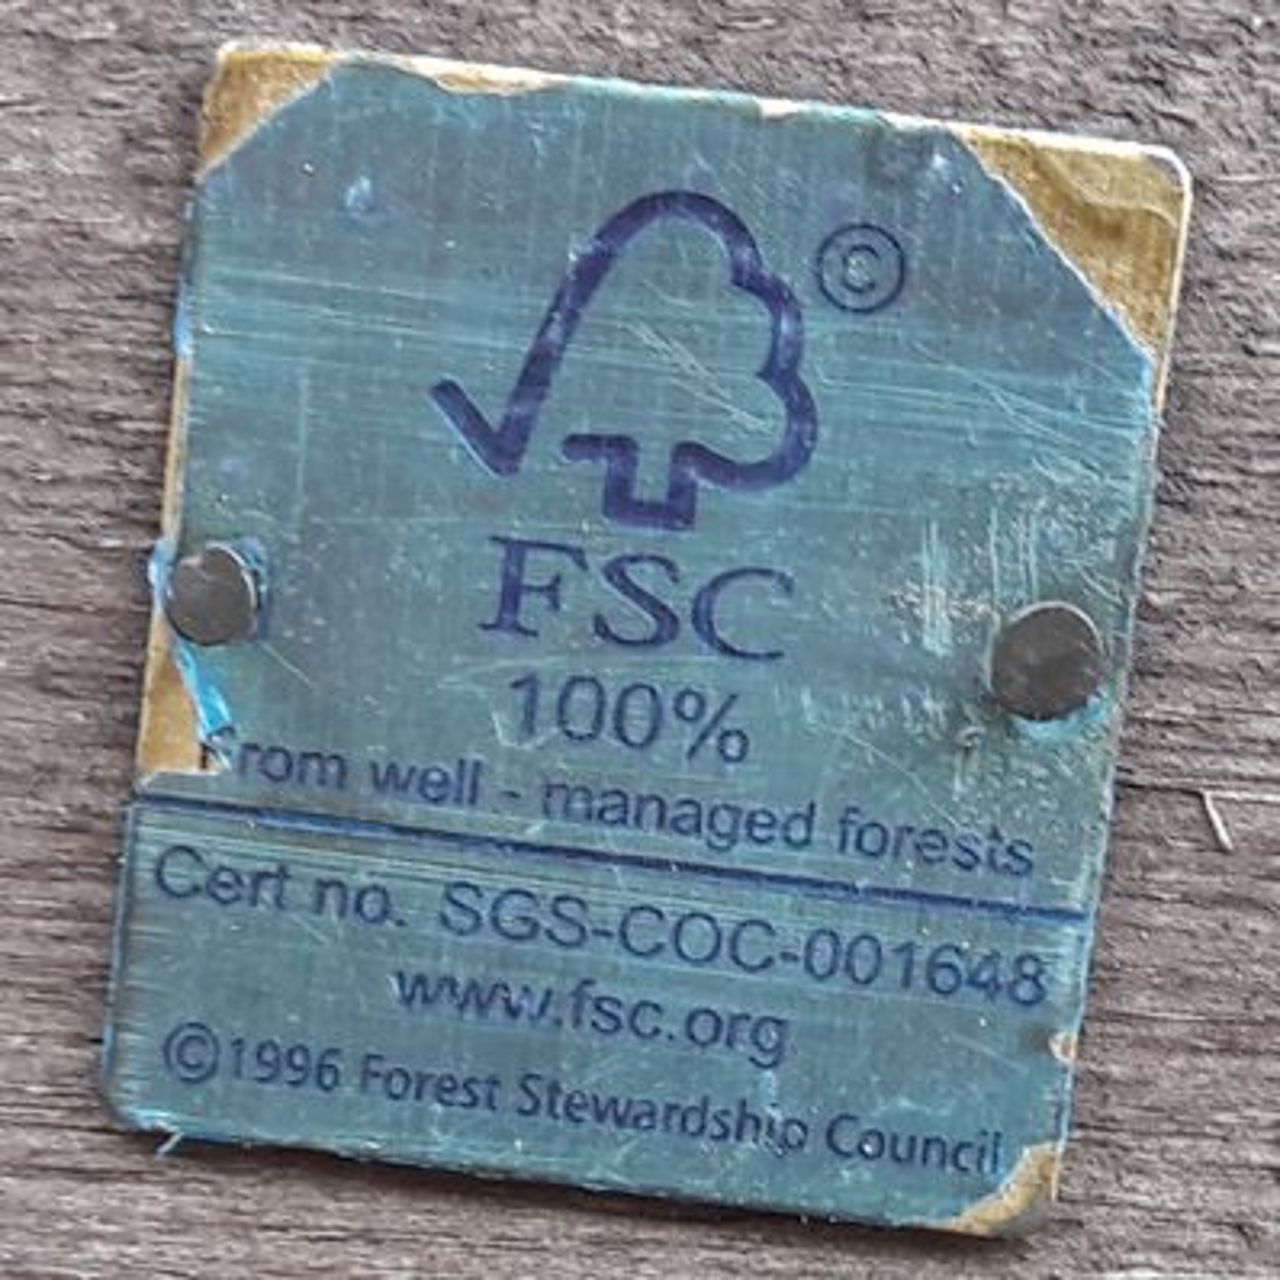 ©
FSC
100%
From well - managed forests
Cert no. SGS-COC-001648
www.fsc.org
©1996 Forest Stewardship Council